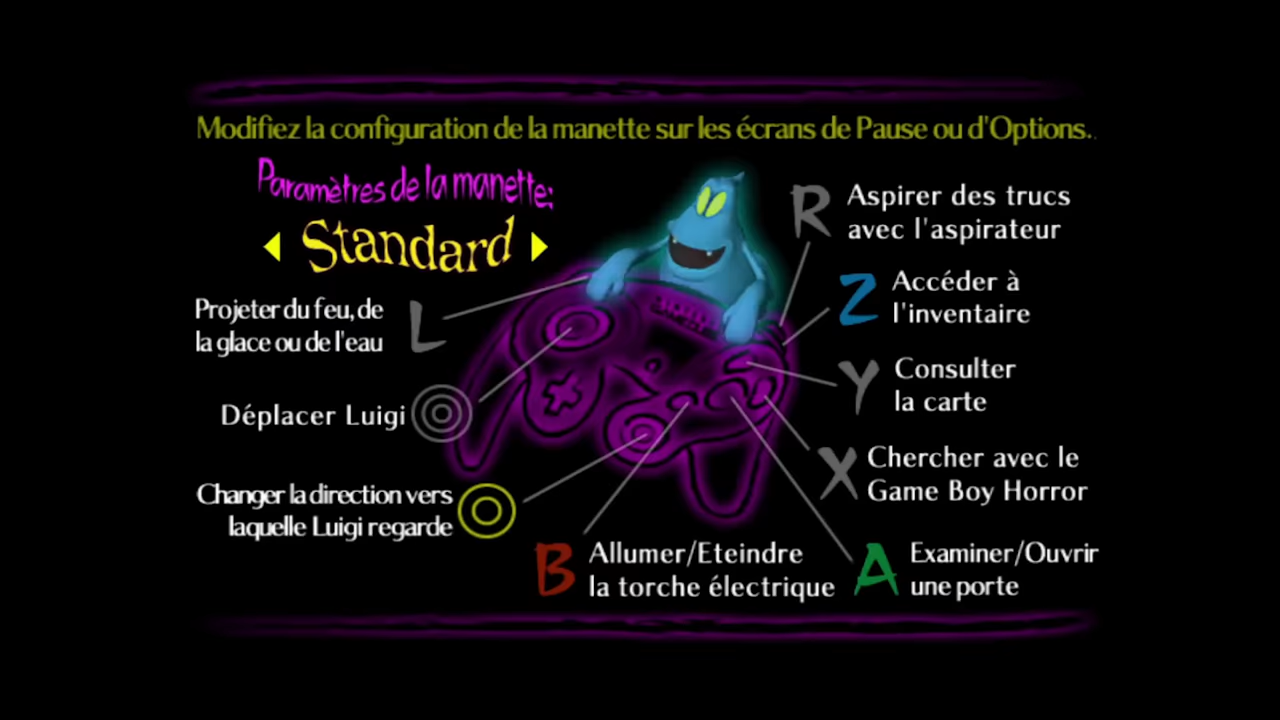 Modifiez la configuration de la manette sur les écrans de Pause ou d'Options.
Paramètres de la manette:
Standard
R
Aspirer des trucs
avec l'aspirateur
Z
Accéder à
l'inventaire
Projeter du feu, de
la glace ou de l'eau
L
Y
Consulter
la carte
Déplacer Luigi
X
Chercher avec le
Game Boy Horror
Changer la direction vers
laquelle Luigi regarde
B
Allumer/Eteindre
la torche électrique
A
Examiner/Ouvrir
une porte